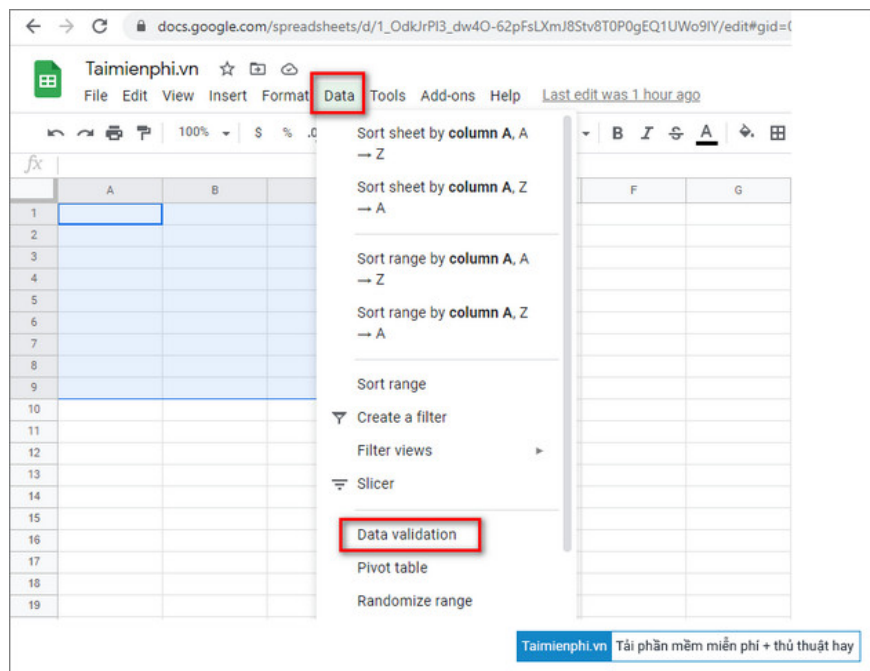 docs.google.com/spreadsheets/d/1_OdkJrPI3_dw4O-62pFsLXmJ8Stv8T0P0gEQ1UWo9IY/edit#gid=0
Taimienphi.vn
File Edit View Insert Format Data Tools Add-ons Help Last edit was 1 hour ago
100% $ % .0 B I S A
fx
A B F G
1
2
3
4
5
6
7
8
9
10
11
12
13
14
15
16
17
18
19
Sort sheet by column A, A
→ Z
Sort sheet by column A, Z
→ A
Sort range by column A, A
→ Z
Sort range by column A, Z
→ A
Sort range
Create a filter
Filter views
Slicer
Data validation
Pivot table
Randomize range
Taimienphi.vn Tải phần mềm miễn phí + thủ thuật hay